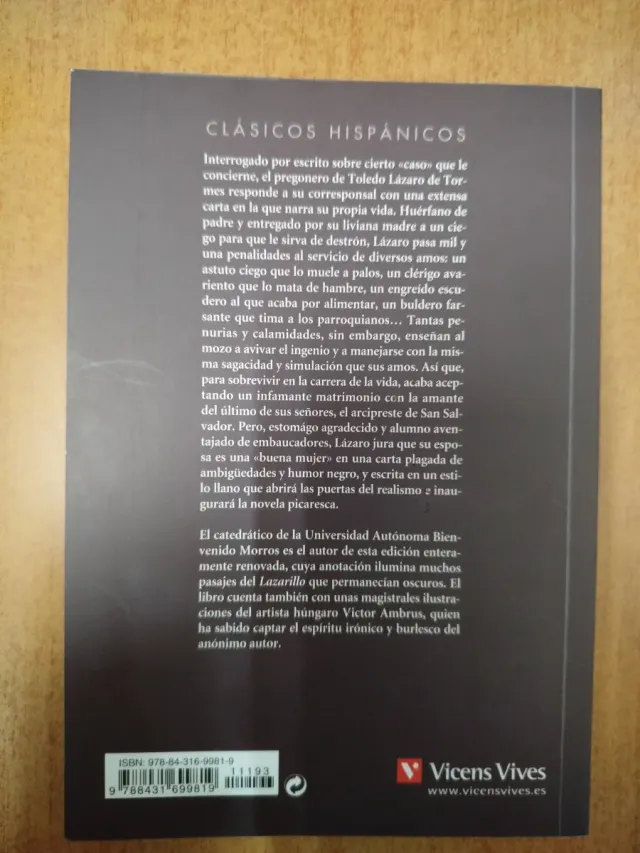 CLÁSICOS HISPÁNICOS
Interrogado por escrito sobre cierto «caso» que le
concierne, el pregonero de Toledo Lázaro de Tor-
mes responde a su corresponsal con una extensa
carta en la que narra su propia vida. Huérfano de
padre y entregado por su liviana madre a un cie-
go para que le sirva de destrón, Lázaro pasa mil y
una penalidades al servicio de diversos amos: un
astuto ciego que lo muele a palos, un clérigo ava-
riento que lo mata de hambre, un engreído escu-
dero al que acaba por alimentar, un buldero far-
sante que tima a los parroquianos... Tantas pe-
nurias y calamidades, sin embargo, enseñan al
mozo a avivar el ingenio y a manejarse con la mis-
ma sagacidad y simulación que sus amos. Así que,
para sobrevivir en la carrera de la vida, acaba acep-
tando un infamante matrimonio con la amante
del último de sus señores, el arcipreste de San Sal-
vador. Pero, estomágo agradecido y alumno aven-
tajado de embaucadores, Lázaro jura que su espo-
sa es una «buena mujer» en una carta plagada de
ambigüedades y humor negro, y escrita en un esti-
lo llano que abrirá las puertas del realismo e inau-
gurará la novela picaresca.
El catedrático de la Universidad Autónoma Bien-
venido Morros es el autor de esta edición entera-
mente renovada, cuya anotación ilumina muchos
pasajes del Lazarillo que permanecían oscuros. El
libro cuenta también con unas magistrales ilustra-
ciones del artista húngaro Victor Ambrus, quien
ha sabido captar el espíritu irónico y burlesco del
anónimo autor.
ISBN: 978-84-316-9981-9
11193
9 788431 699819
Vicens Vives
www.vicensvives.es